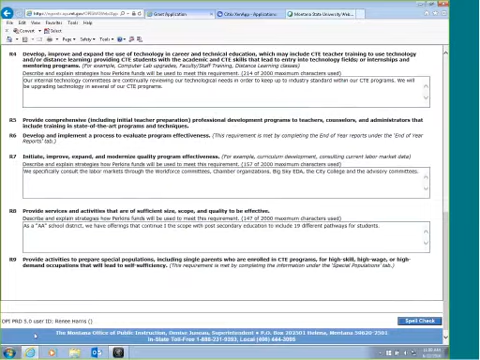 Grant Application
Citrix XenApp - Applications
Montana State University Web...
File Edit View Favorites Tools Help
Convert Select
Page Safety Tools
R4 Develop, improve and expand the use of technology in career and technical education, which may include CTE teacher training to use technology
and/or distance learning; providing CTE students with the academic and CTE skills that lead to entry into technology fields; or internships and
mentoring programs. (For example, Computer Lab upgrades, Faculty/Staff Training, Distance Learning classes)
Describe and explain strategies how Perkins funds will be used to meet this requirement. (214 of 2000 maximum characters used)
Our internal technology committees are continually reviewing our technological needs in order to keep up to industry standard within our CTE programs. We will
be upgrading technology in several of our CTE programs.
R5 Provide comprehensive (including initial teacher preparation) professional development programs to teachers, counselors, and administrators that
include training in state-of-the-art programs and techniques.
R6 Develop and implement a process to evaluate program effectiveness. (This requirement is met by completing the End of Year reports under the 'End of Year
Reports' tab.)
R7 Initiate, improve, expand, and modernize quality program effectiveness. (For example, curriculum development, consulting current labor market data)
Describe and explain strategies how Perkins funds will be used to meet this requirement. (157 of 2000 maximum characters used)
We specifically consult the labor markets through the Workforce committees, Chamber organizations, Big Sky EDA, the City College and the advisory committees.
R8 Provide services and activities that are of sufficient size, scope, and quality to be effective.
Describe and explain strategies how Perkins funds will be used to meet this requirement. (147 of 2000 maximum characters used)
As a "AA" school district, we have offerings that continue the scope with post secondary education to include 19 different pathways for students.
R9 Provide activities to prepare special populations, including single parents who are enrolled in CTE programs, for high-skill, high-wage, or high-
demand occupations that will lead to self-sufficiency. (This requirement is met by completing the information under the 'Special Populations' tab.)
OPI PRD 5.0 user: Renee Harris ()
Spell Check
The Montana Office of Public Instruction, Denise Juneau, Superintendent • P.O. Box 202501 Helena, Montana 59620-2501
In-State Toll-Free 1-888-231-9393, Local (406) 444-3095